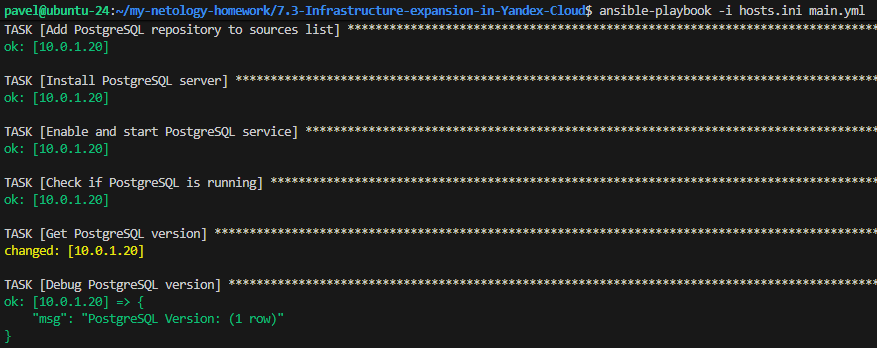 pavel@ubuntu-24:~/my-netology-homework/7.3-Infrastructure-expansion-in-Yandex-Cloud$ ansible-playbook -i hosts.ini main.yml
TASK [Add PostgreSQL repository to sources list] ****************************************************************************
ok: [10.0.1.20]
TASK [Install PostgreSQL server] ********************************************************************************************
ok: [10.0.1.20]
TASK [Enable and start PostgreSQL service] **********************************************************************************
ok: [10.0.1.20]
TASK [Check if PostgreSQL is running] ***************************************************************************************
ok: [10.0.1.20]
TASK [Get PostgreSQL version] ***********************************************************************************************
changed: [10.0.1.20]
TASK [Debug PostgreSQL version] *********************************************************************************************
ok: [10.0.1.20] => {
    "msg": "PostgreSQL Version: (1 row)"
}